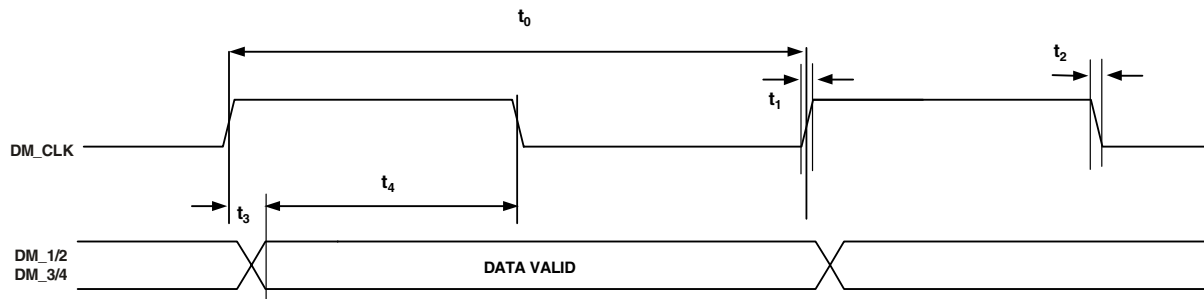 t0
t2
t1
DM_CLK
t4
t3
DM_1/2
DM_3/4
DATA VALID